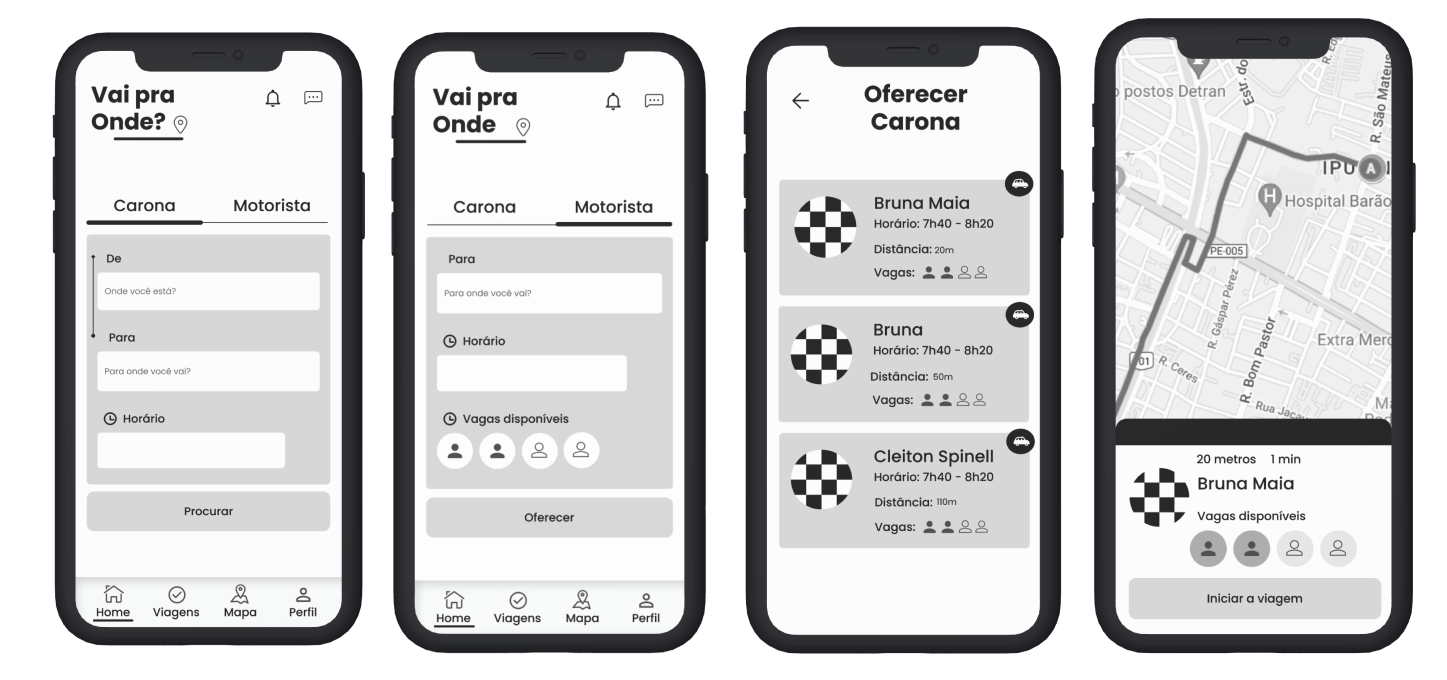 Vai pra
Onde?
Carona Motorista
De
Onde você está?
Para
Para onde você vai?
Horário
Procurar
Home Viagens Mapa Perfil
Vai pra
Onde
Carona Motorista
Para
Para onde você vai?
Horário
Vagas disponíveis
Oferecer
Home Viagens Mapa Perfil
Oferecer
Carona
Bruna Maia
Horário: 7h40 - 8h20
Distância: 20m
Vagas:
Bruna
Horário: 7h40 - 8h20
Distância: 50m
Vagas:
Cleiton Spinell
Horário: 7h40 - 8h20
Distância: 110m
Vagas:
postos Detran
Estr. do
R. São Mateus
IPU
A
H
Hospital Barão
PE-005
R. Gáspar Pérez
R. Bom Pastor
Extra Merc
01
R. Ceres
Rua Jacau
Ma
20 metros 1 min
Bruna Maia
Vagas disponíveis
Iniciar a viagem